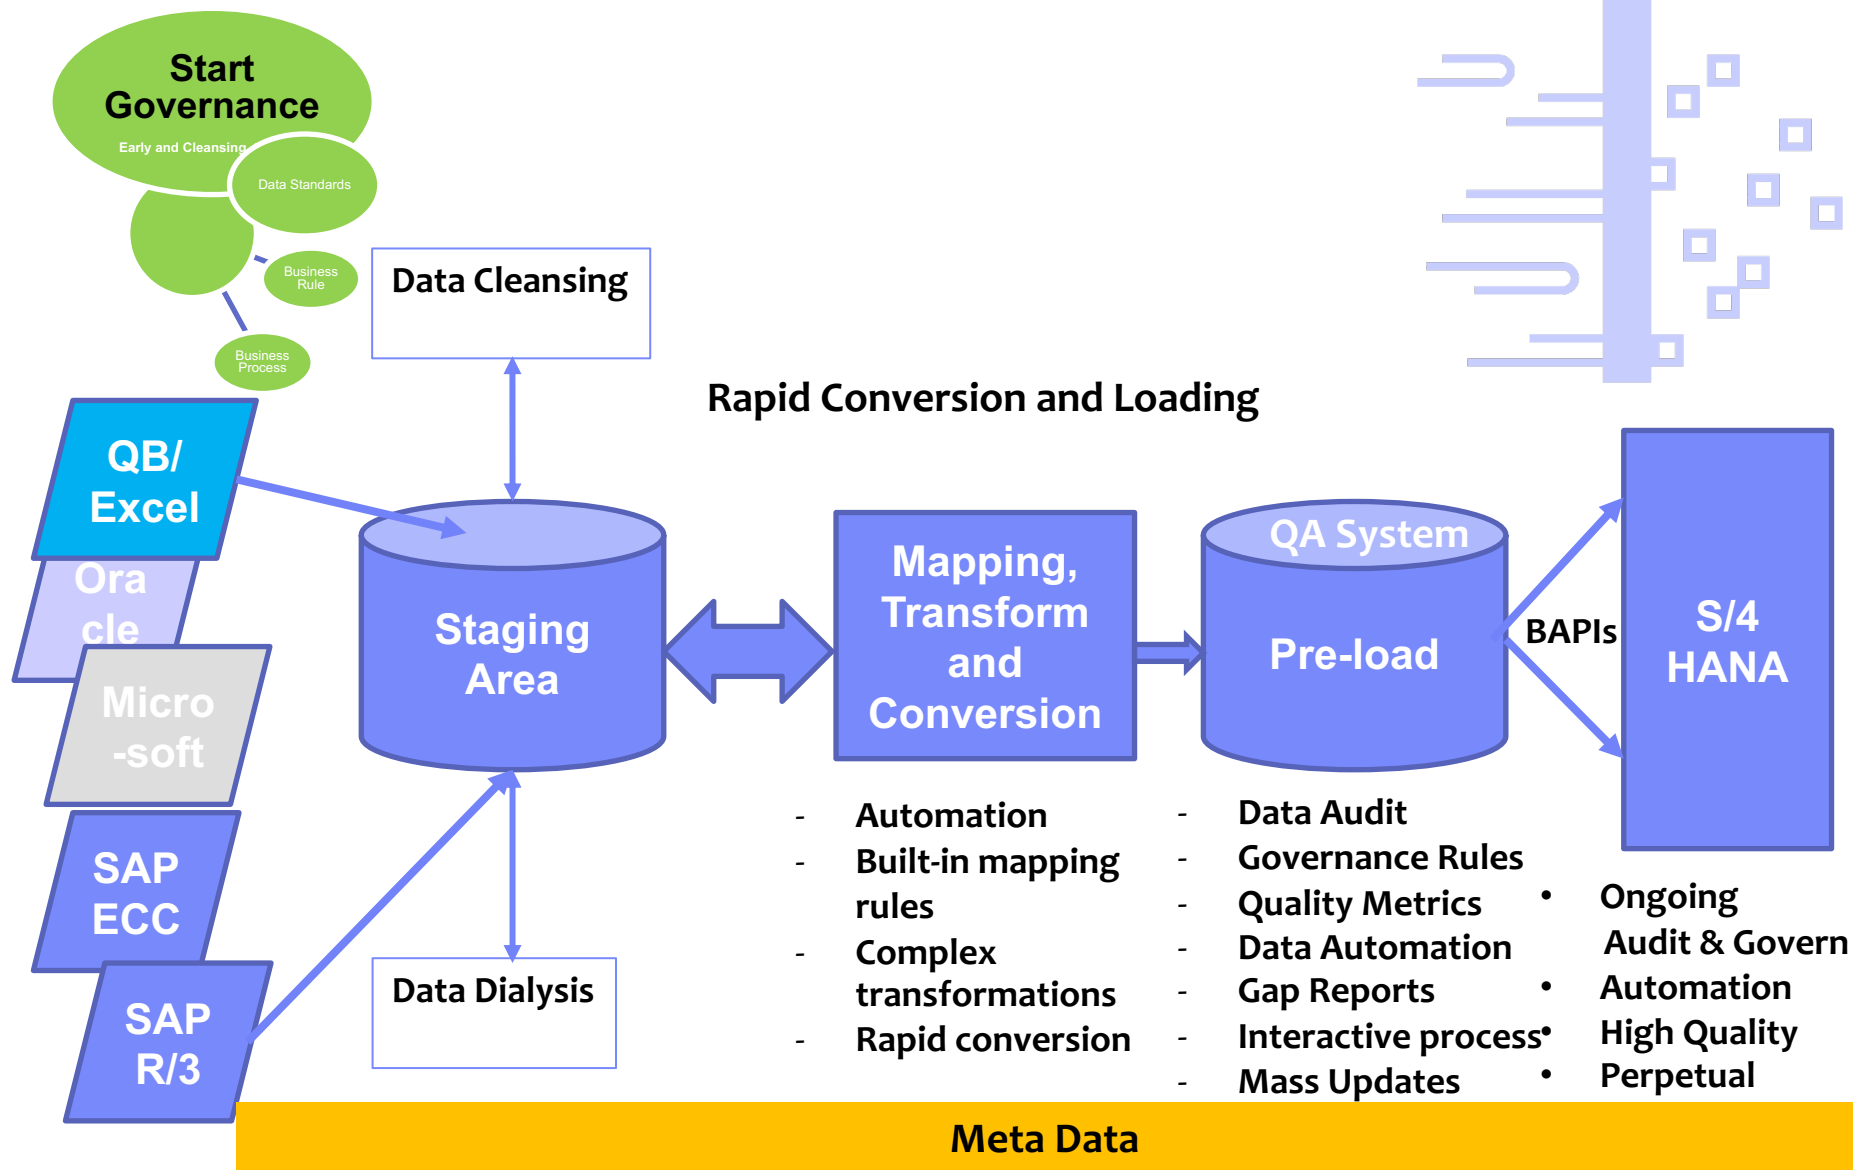 Start
Governance
Early and Cleansing
Data Standards
Business
Rule
Business
Process
Data Cleansing
Rapid Conversion and Loading
QB/
Excel
Ora
cle
Micro
-soft
SAP
ECC
SAP
R/3
Staging
Area
Data Dialysis
Mapping,
Transform
and
Conversion
QA System
Pre-load
BAPIs
S/4
HANA
- Automation
- Built-in mapping
rules
- Complex
transformations
- Rapid conversion
- Data Audit
- Governance Rules
- Quality Metrics
- Data Automation
- Gap Reports
- Interactive process
- Mass Updates
• Ongoing
Audit & Govern
• Automation
• High Quality
• Perpetual
Meta Data